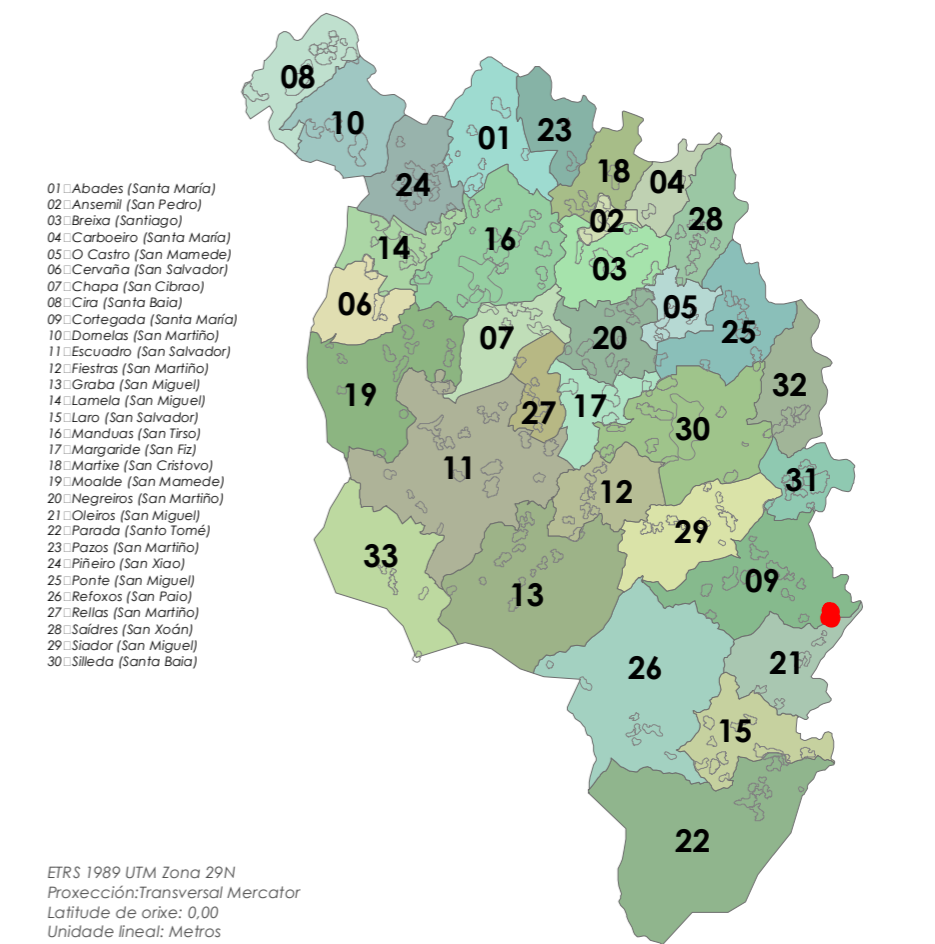 08
10
01
23
24
18
04
02
28
14
16
03
06
05
07
20
25
19
27
17
32
30
11
12
31
29
33
13
09
26
21
15
22
01□Abades (Santa María)
02□Ansemil (San Pedro)
03□Breixa (Santiago)
04□Carboeiro (Santa María)
05□O Castro (San Mamede)
06□Cervaña (San Salvador)
07□Chapa (San Cibrao)
08□Cira (Santa Baia)
09□Cortegada (Santa María)
10□Dornelas (San Martiño)
11□Escuadro (San Salvador)
12□Fiestras (San Martiño)
13□Graba (San Miguel)
14□Lamela (San Miguel)
15□Laro (San Salvador)
16□Manduas (San Tirso)
17□Margaride (San Fiz)
18□Martixe (San Cristovo)
19□Moalde (San Mamede)
20□Negreiros (San Martiño)
21□Oleiros (San Miguel)
22□Parada (Santo Tomé)
23□Pazos (San Martiño)
24□Piñeiro (San Xiao)
25□Ponte (San Miguel)
26□Refoxos (San Paio)
27□Rellas (San Martiño)
28□Saídres (San Xoán)
29□Siador (San Miguel)
30□Silleda (Santa Baia)
ETRS 1989 UTM Zona 29N
Proxección:Transversal Mercator
Latitude de orixe: 0,00
Unidade lineal: Metros